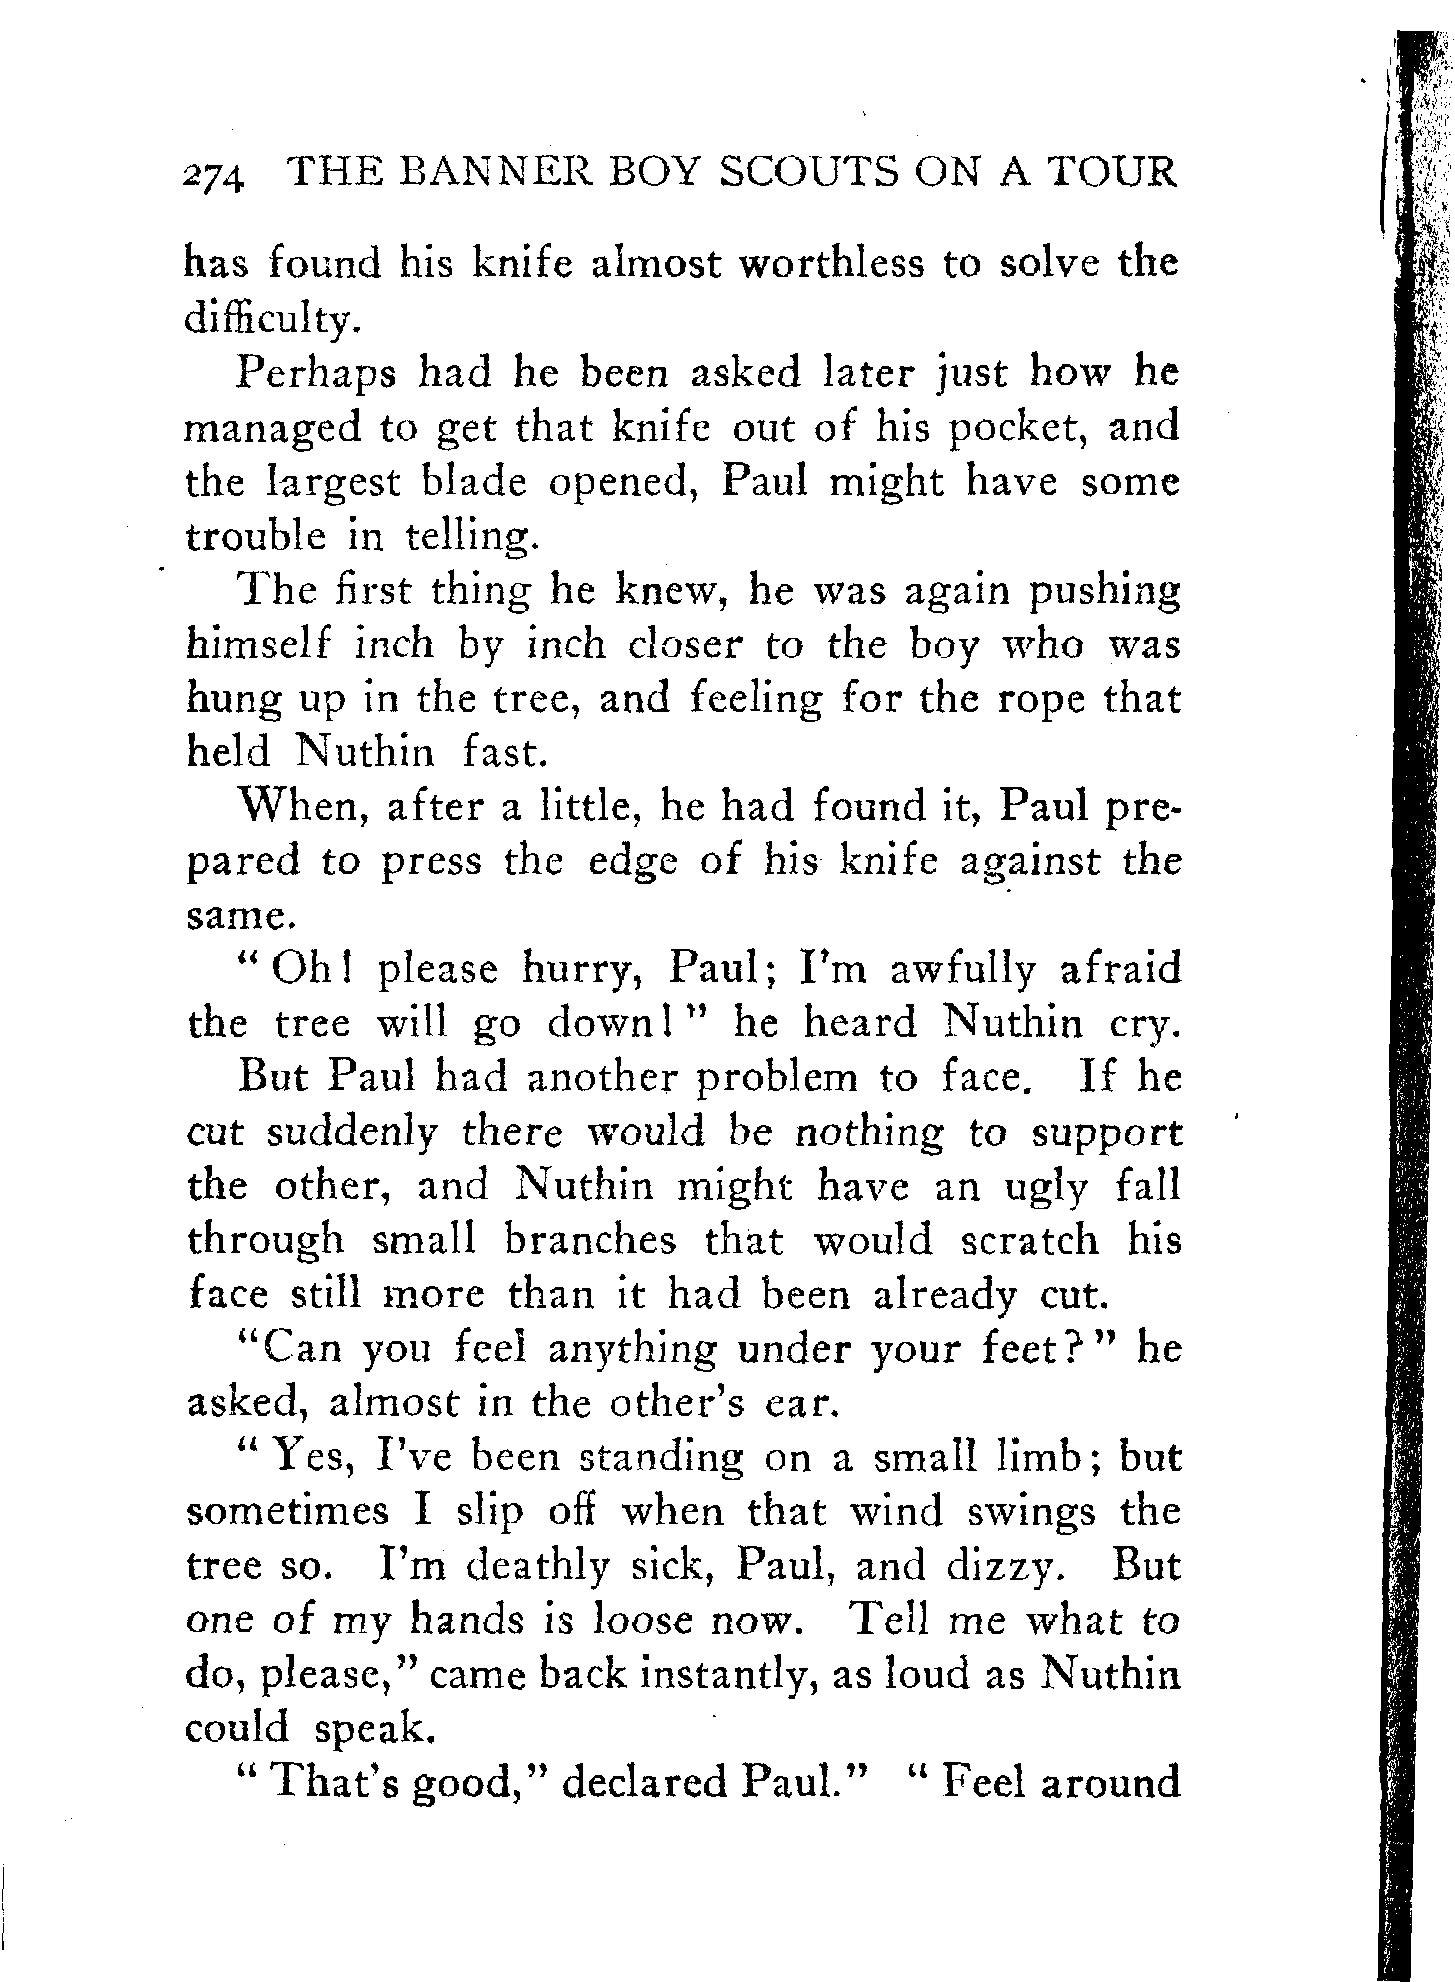 274 THE BANNER BOY SCOUTS ON A TOUR
has found his knife almost worthless to solve the
difficulty.
Perhaps had he been asked later just how he
managed to get that knife out of his pocket, and
the largest blade opened, Paul might have some
trouble in telling.
The first thing he knew, he was again pushing
himself inch by inch closer to the boy who was
hung up in the tree, and feeling for the rope that
held Nuthin fast.
When, after a little, he had found it, Paul pre-
pared to press the edge of his knife against the
same.
“ Oh! please hurry, Paul; I’m awfully afraid
the tree will go down! ” he heard Nuthin cry.
But Paul had another problem to face. If he
cut suddenly there would be nothing to support
the other, and Nuthin might have an ugly fall
through small branches that would scratch his
face still more than it had been already cut.
“Can you feel anything under your feet? ” he
asked, almost in the other’s ear.
“ Yes, I’ve been standing on a small limb; but
sometimes I slip off when that wind swings the
tree so. I’m deathly sick, Paul, and dizzy. But
one of my hands is loose now. Tell me what to
do, please,” came back instantly, as loud as Nuthin
could speak.
“ That’s good,” declared Paul.” “ Feel around